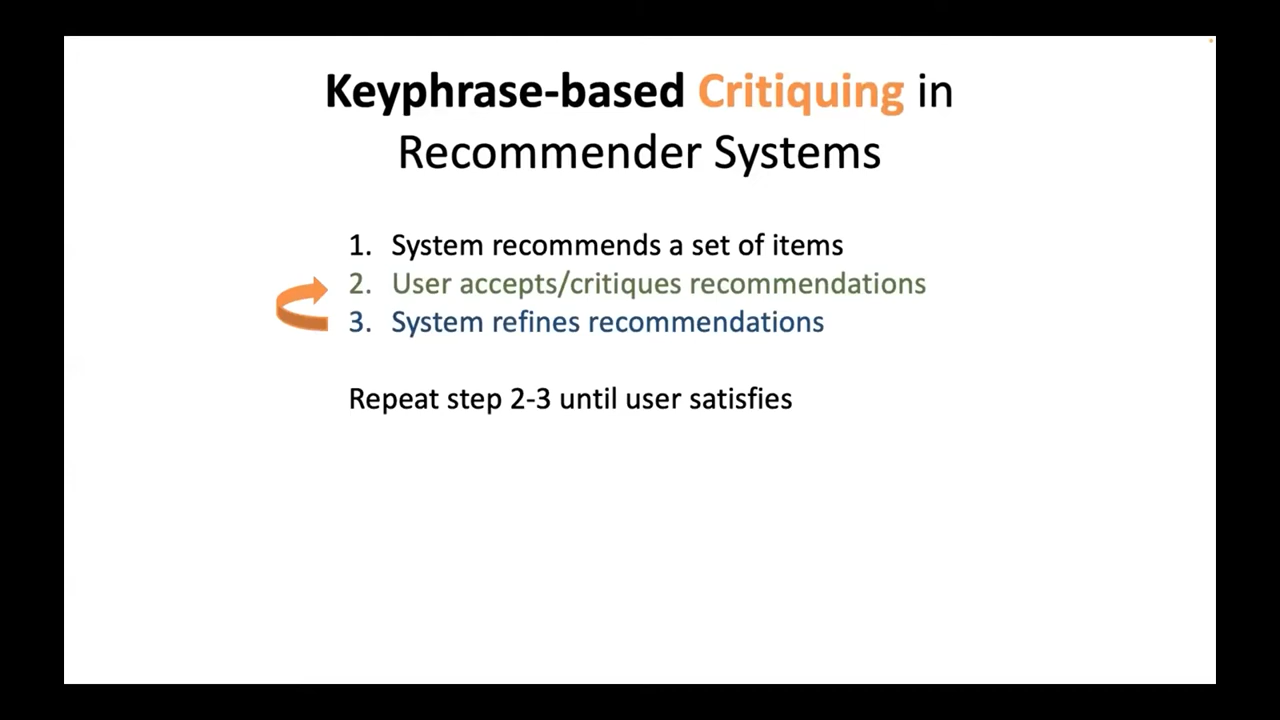 Keyphrase-based Critiquing in
Recommender Systems
1. System recommends a set of items
2. User accepts/critiques recommendations
3. System refines recommendations
Repeat step 2-3 until user satisfies